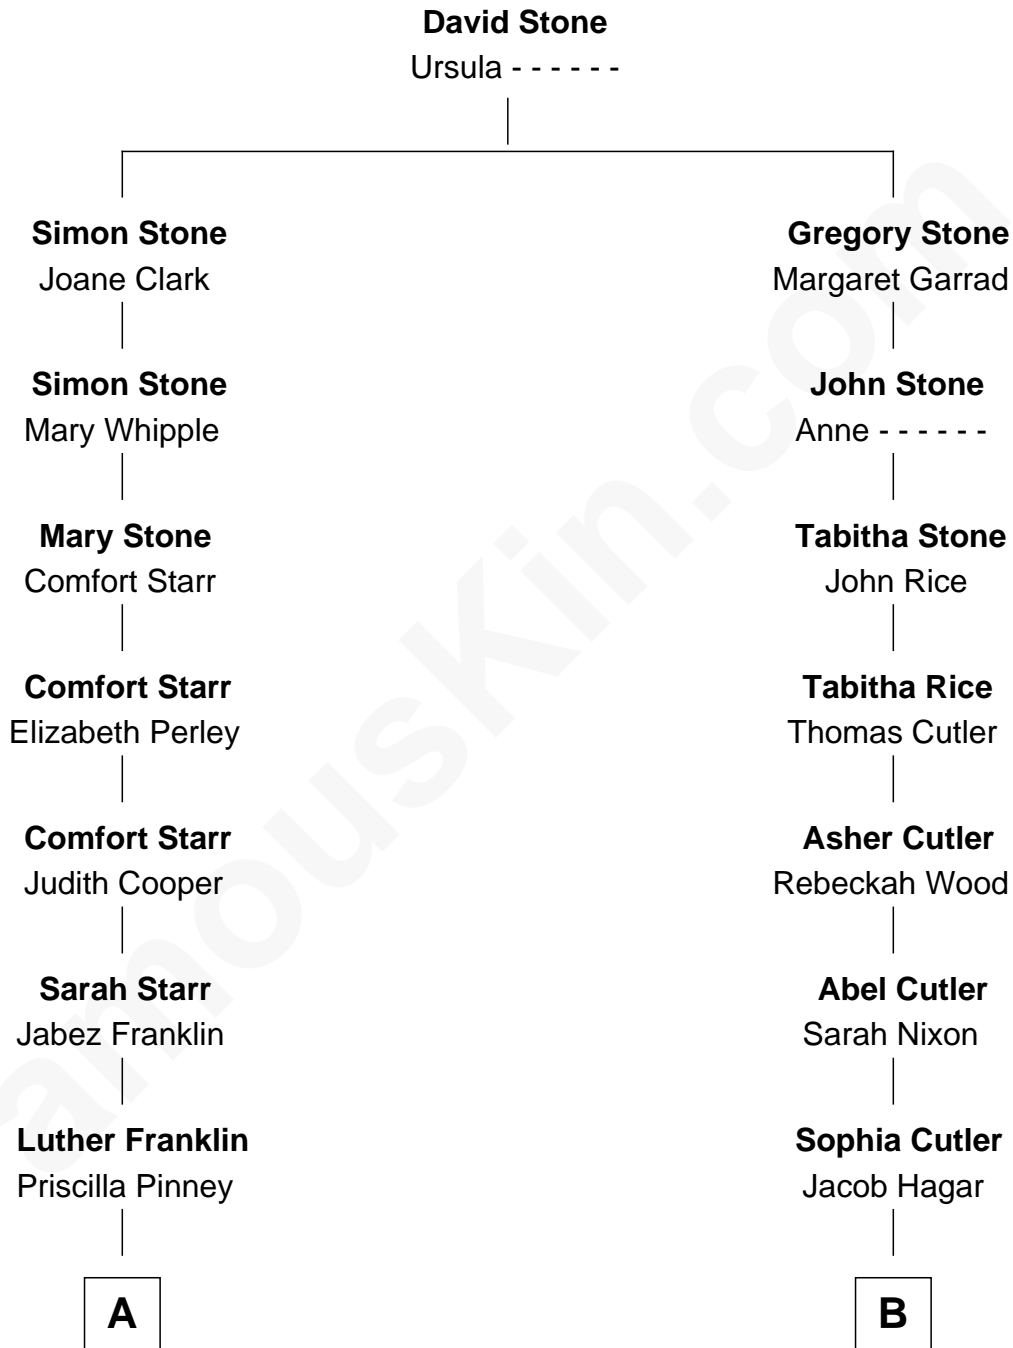 David Stone
Ursula - - - - - -
Simon Stone
Joane Clark
Gregory Stone
Margaret Garrad
Simon Stone
Mary Whipple
John Stone
Anne - - - - - -
Mary Stone
Comfort Starr
Tabitha Stone
John Rice
Comfort Starr
Elizabeth Perley
Tabitha Rice
Thomas Cutler
Comfort Starr
Judith Cooper
Asher Cutler
Rebeckah Wood
Sarah Starr
Jabez Franklin
Abel Cutler
Sarah Nixon
Luther Franklin
Priscilla Pinney
Sophia Cutler
Jacob Hagar
A
B
amouskin.com